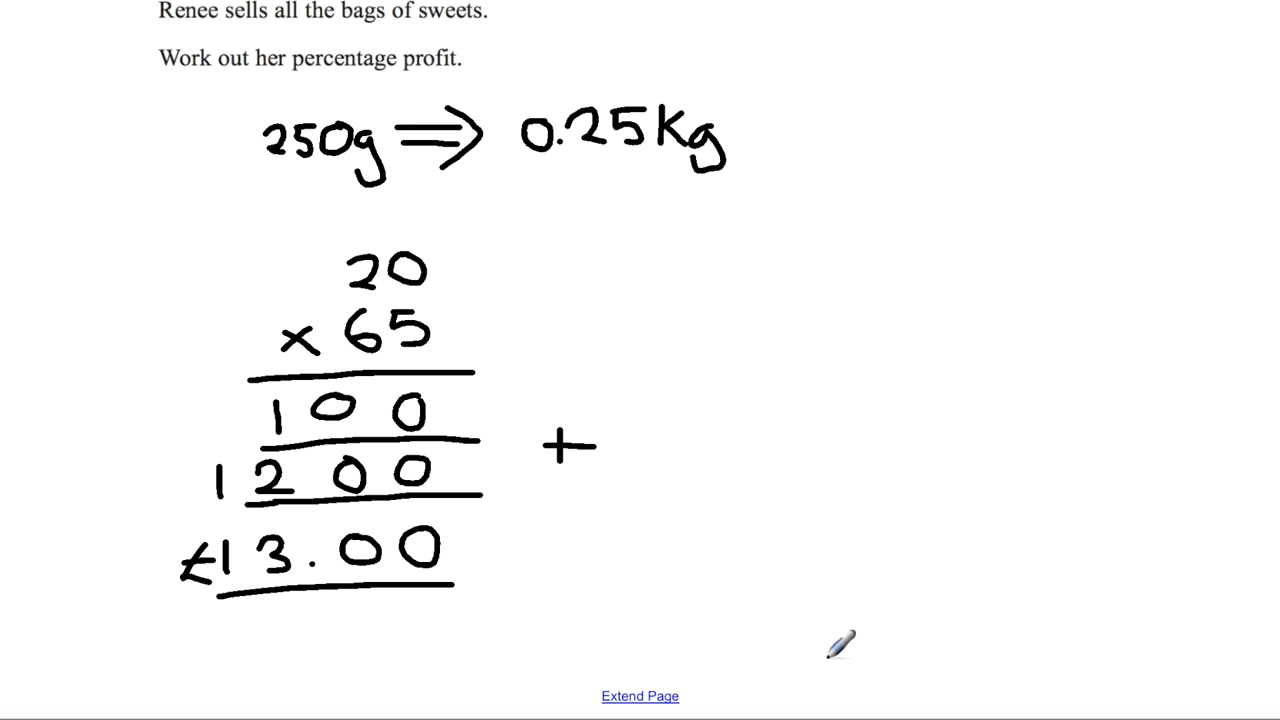 Renee sells all the bags of sweets.
Work out her percentage profit.
250g ⇒ 0.25Kg
20
× 65
100
1200 +
£13.00
Extend Page